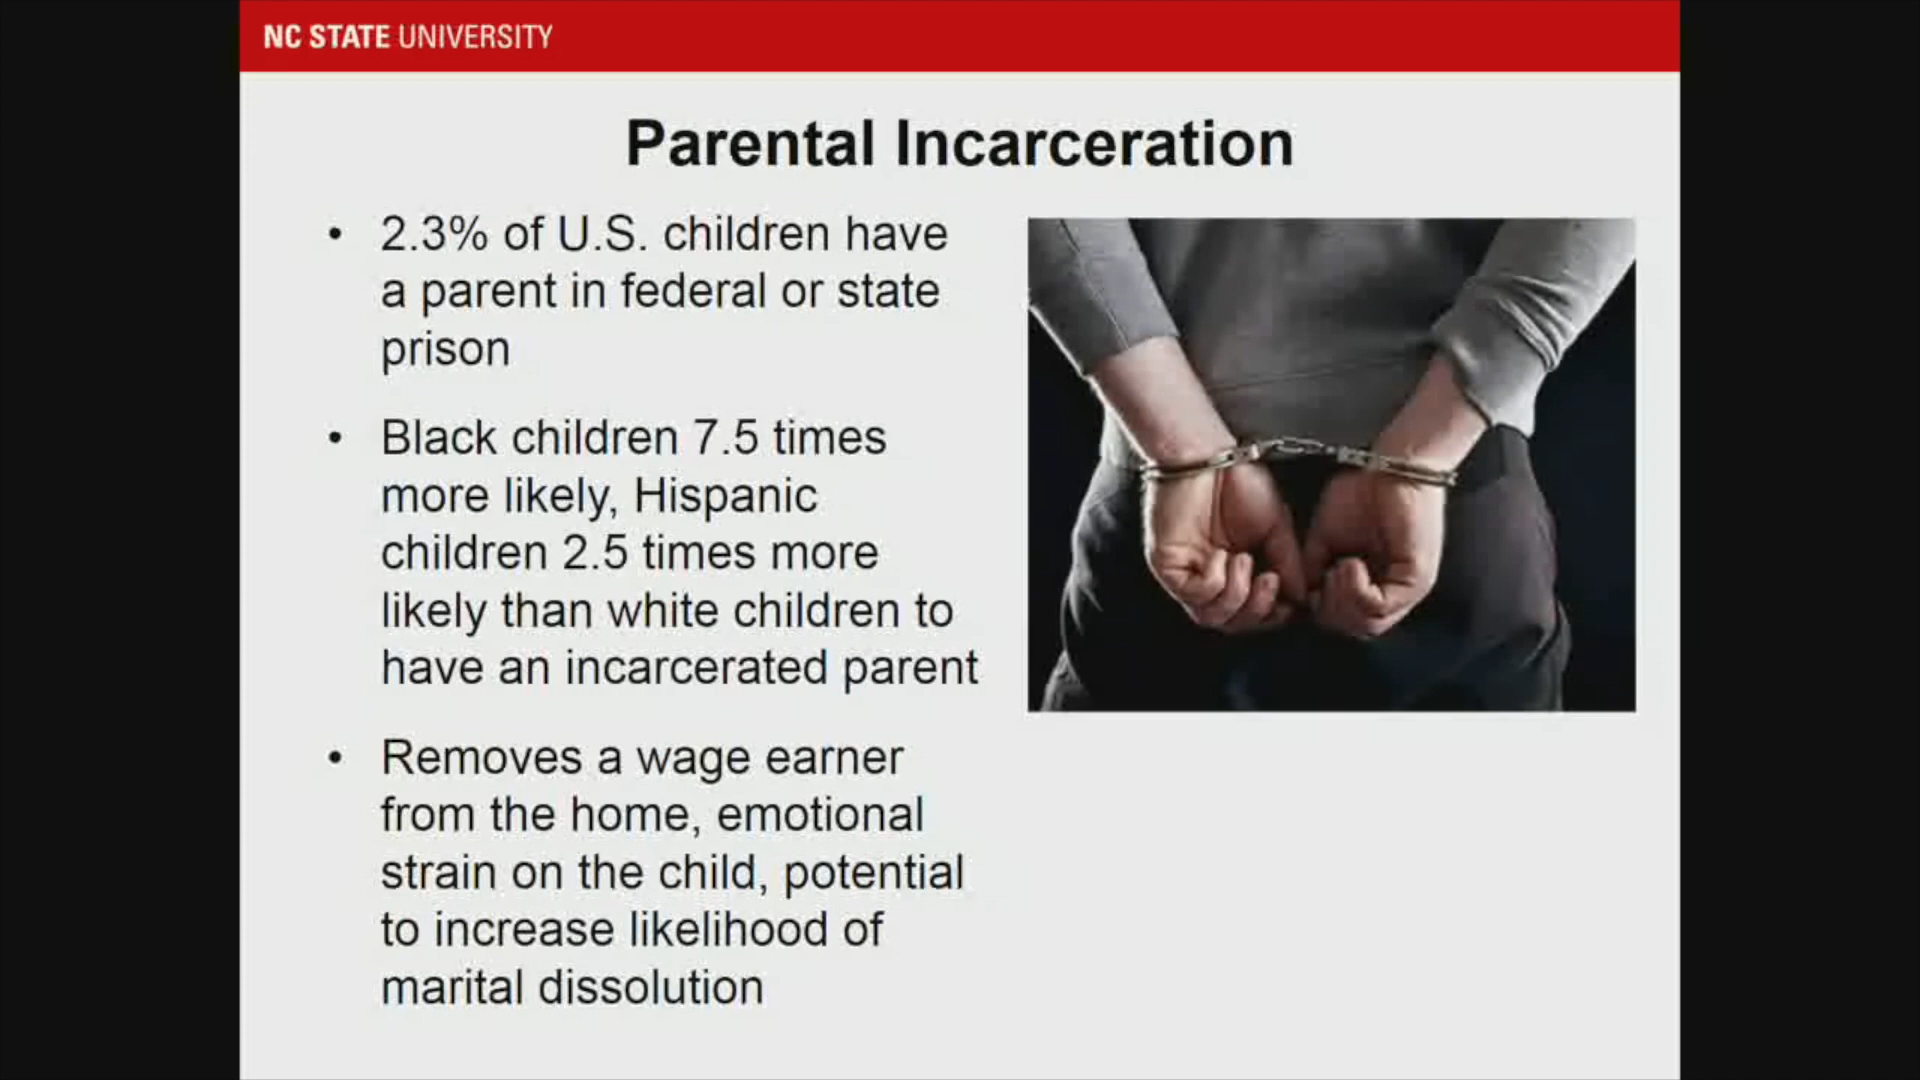 NC STATE UNIVERSITY
Parental Incarceration
• 2.3% of U.S. children have
a parent in federal or state
prison
• Black children 7.5 times
more likely, Hispanic
children 2.5 times more
likely than white children to
have an incarcerated parent
• Removes a wage earner
from the home, emotional
strain on the child, potential
to increase likelihood of
marital dissolution